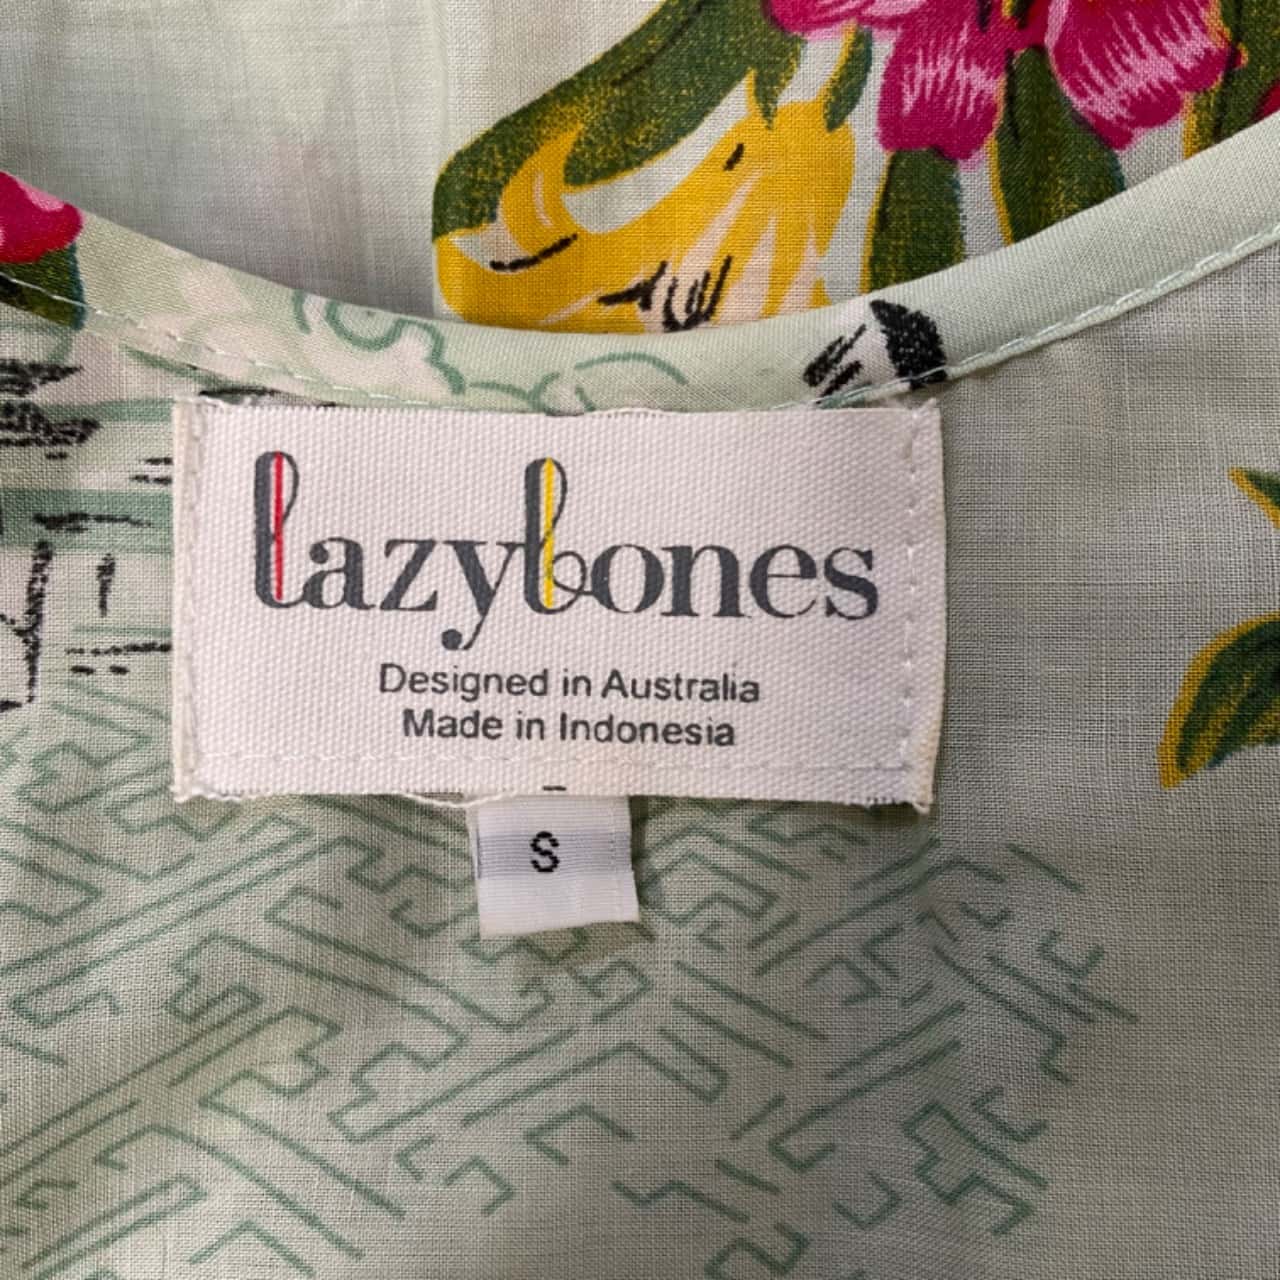 lazybones
Designed in Australia
Made in Indonesia
S